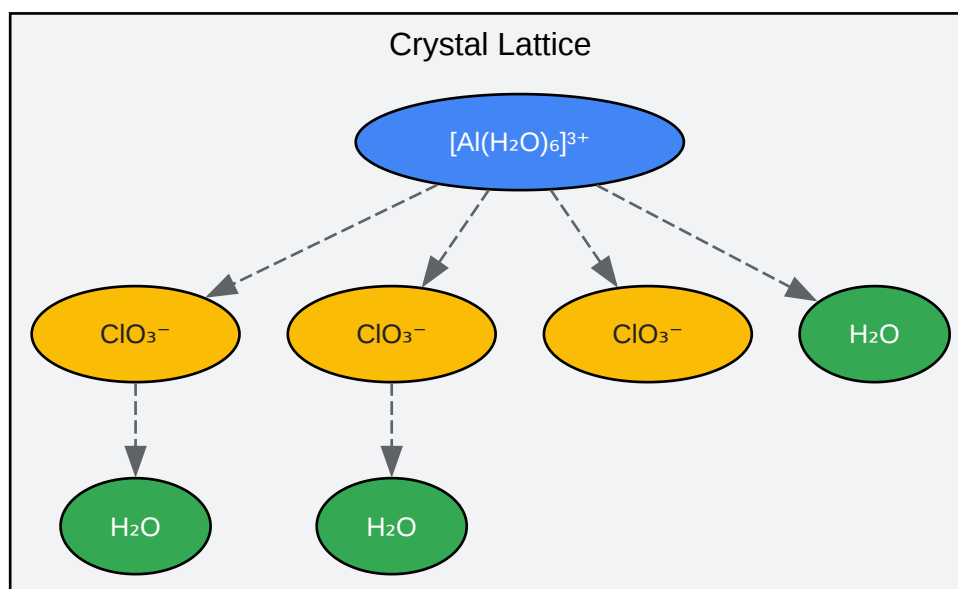 Crystal Lattice
[Al(H₂O)₆]³⁺
ClO₃⁻
ClO₃⁻
ClO₃⁻
H₂O
H₂O
H₂O